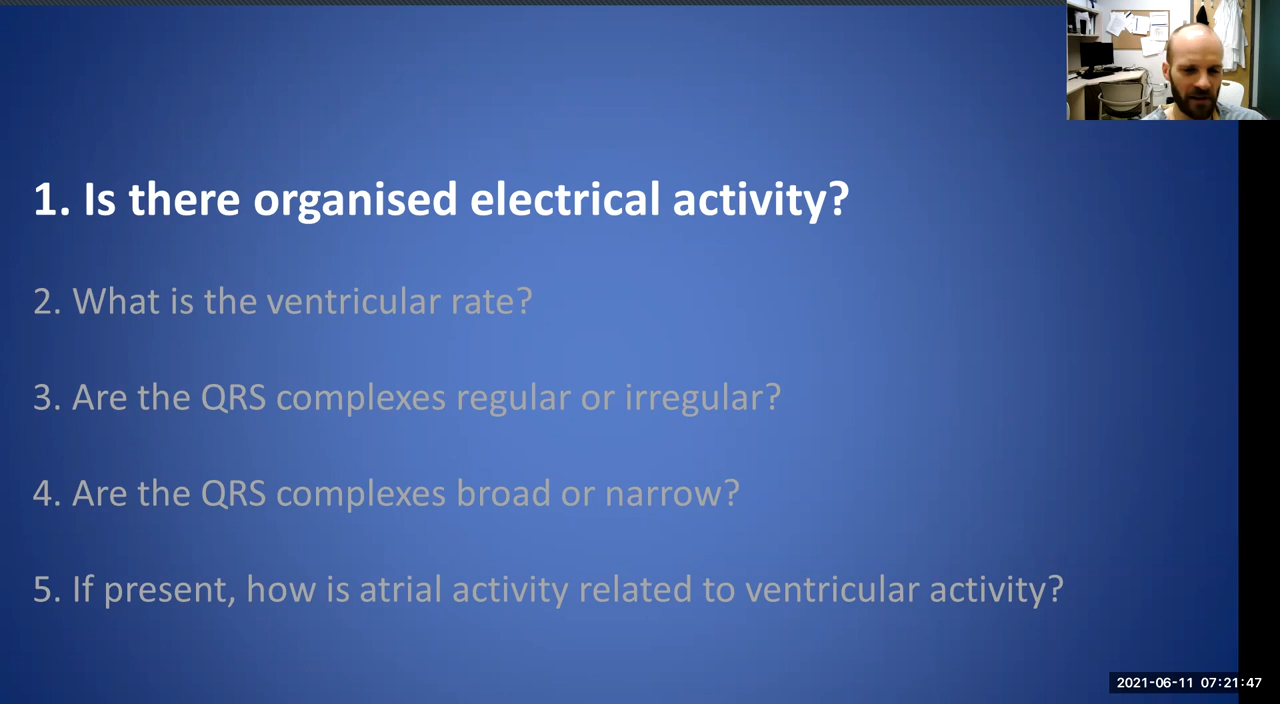 1. Is there organised electrical activity?
2. What is the ventricular rate?
3. Are the QRS complexes regular or irregular?
4. Are the QRS complexes broad or narrow?
5. If present, how is atrial activity related to ventricular activity?
2021-06-11 07:21:47